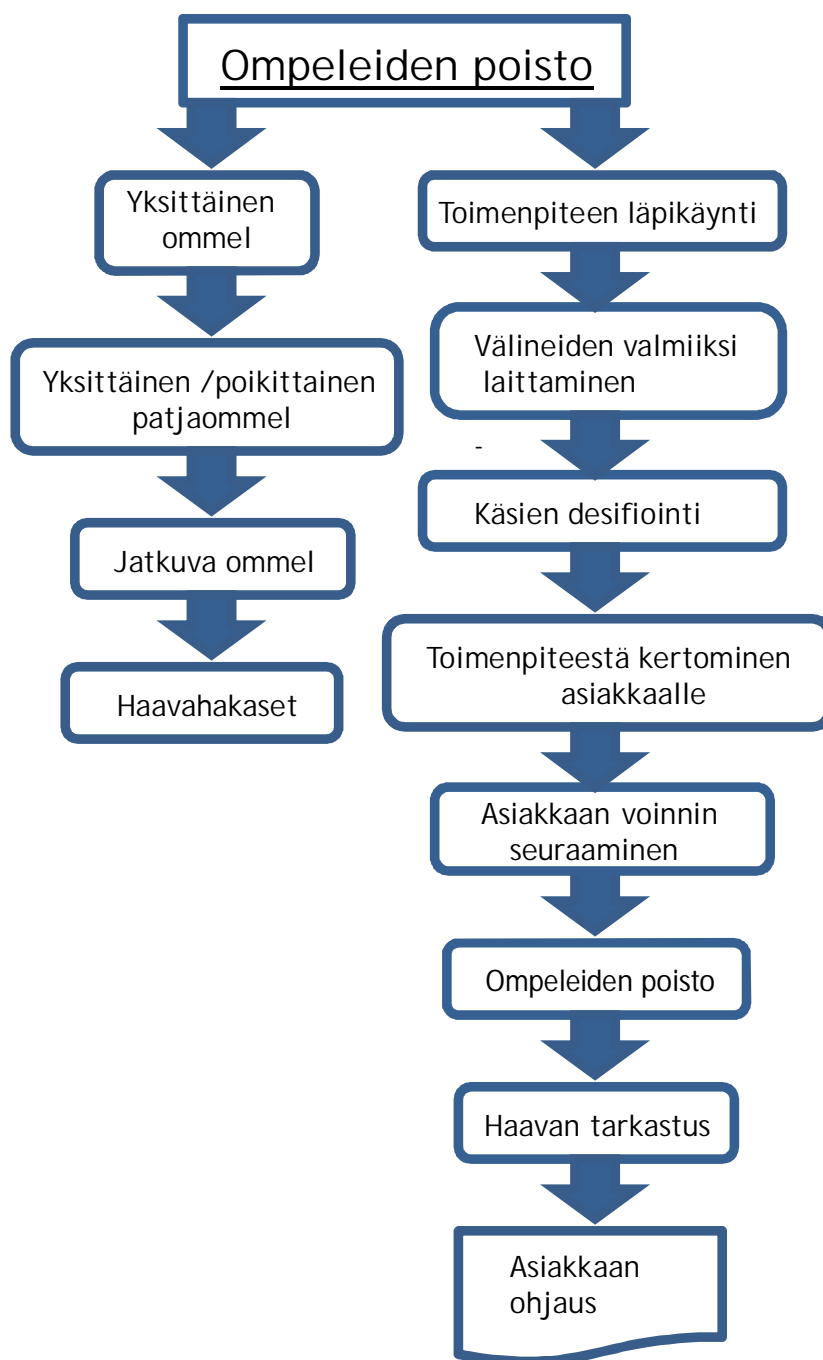 Ompeleiden poisto
Yksittäinen
ommel
Yksittäinen /poikittainen
patjaommel
Jatkuva ommel
Haavahakaset
Toimenpiteen läpikäynti
Välineiden valmiiksi
laittaminen
-
Käsien desifiointi
Toimenpiteestä kertominen
asiakkaalle
Asiakkaan voinnin
seuraaminen
Ompeleiden poisto
Haavan tarkastus
Asiakkaan
ohjaus